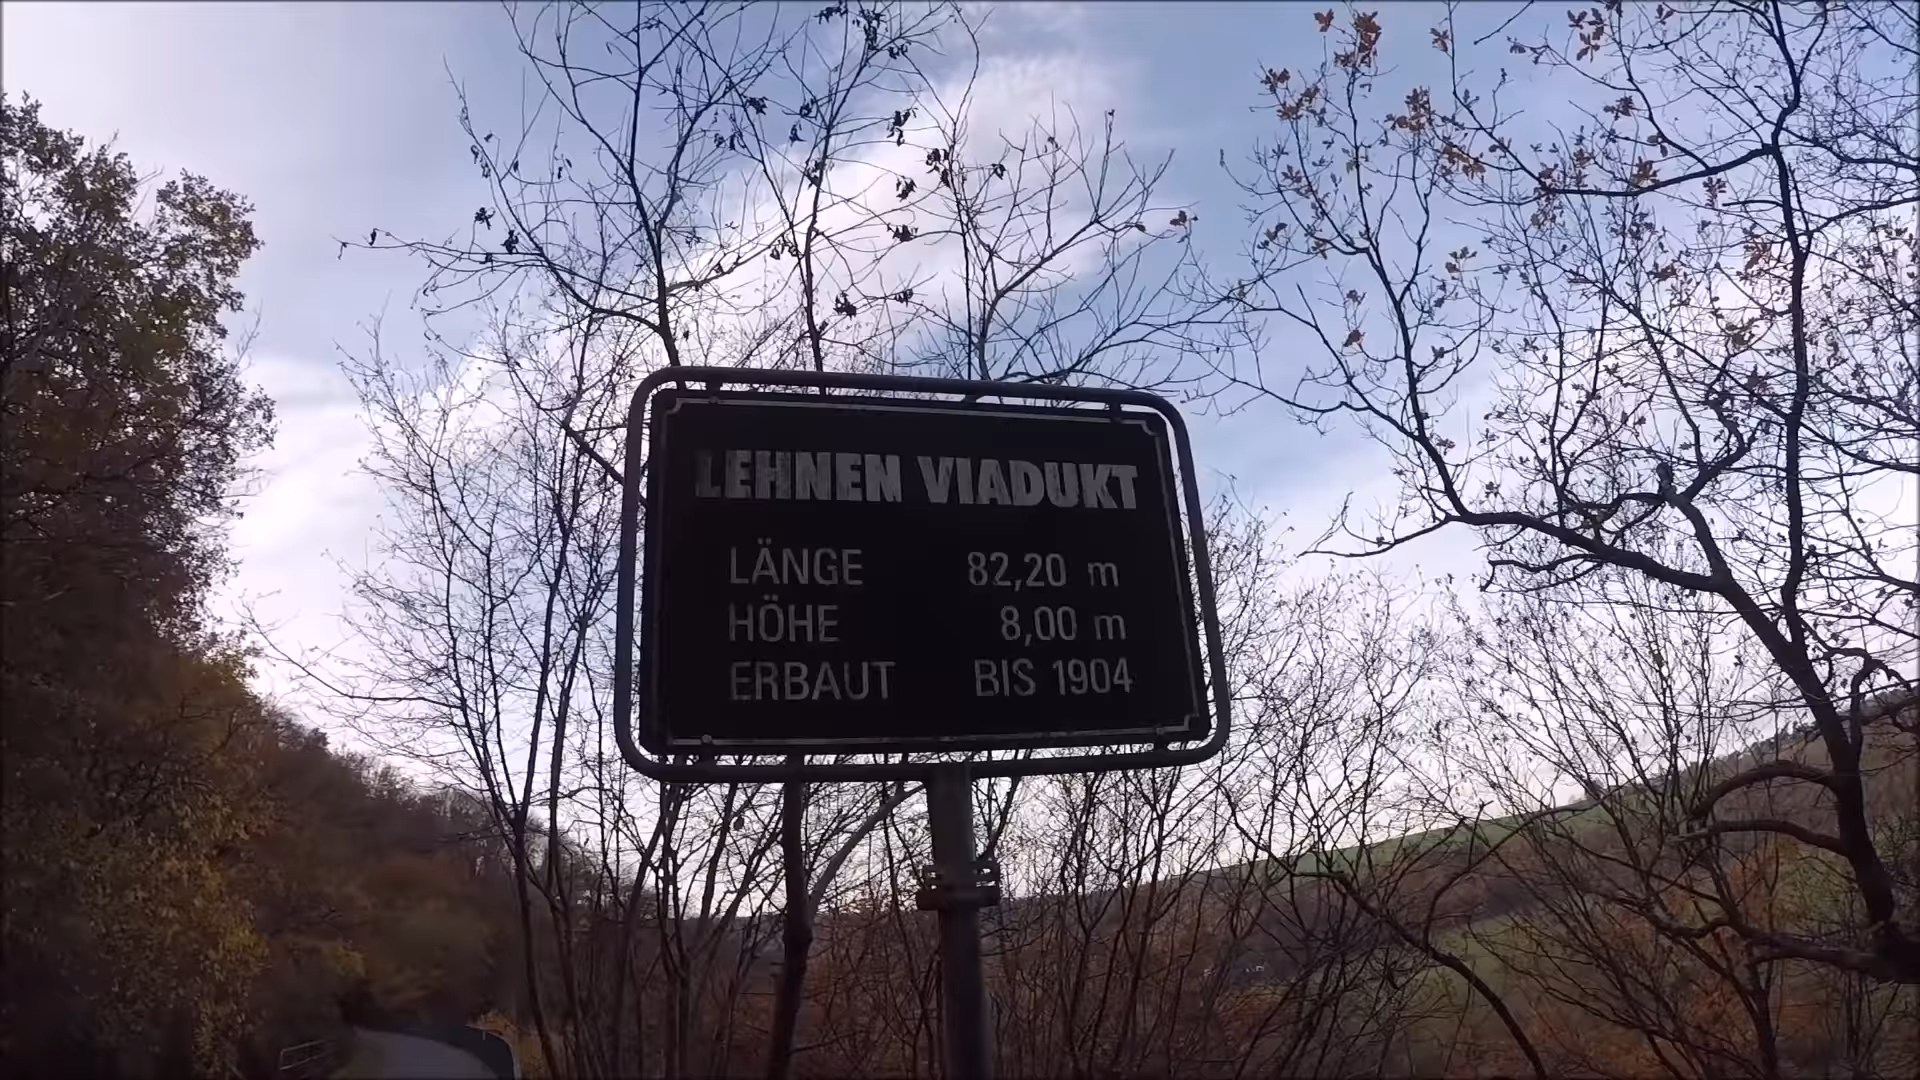 LEHNEN VIADUKT
LÄNGE 82,20 m
HÖHE 8,00 m
ERBAUT BIS 1904